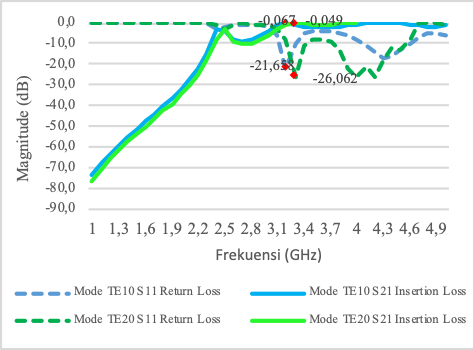 0,0
-10,0
-20,0
-30,0
-40,0
-50,0
-60,0
-70,0
-80,0
-90,0
Magnitude (dB)
-0,067
-0,049
-26,062
1 1,3 1,6 1,9 2,2 2,5 2,8 3,1 3,4 3,7 4 4,3 4,6 4,9
Frekuensi (GHz)
Mode TE10 S11 Return Loss
Mode TE10 S21 Insertion Loss
Mode TE20 S11 Return Loss
Mode TE20 S21 Insertion Loss